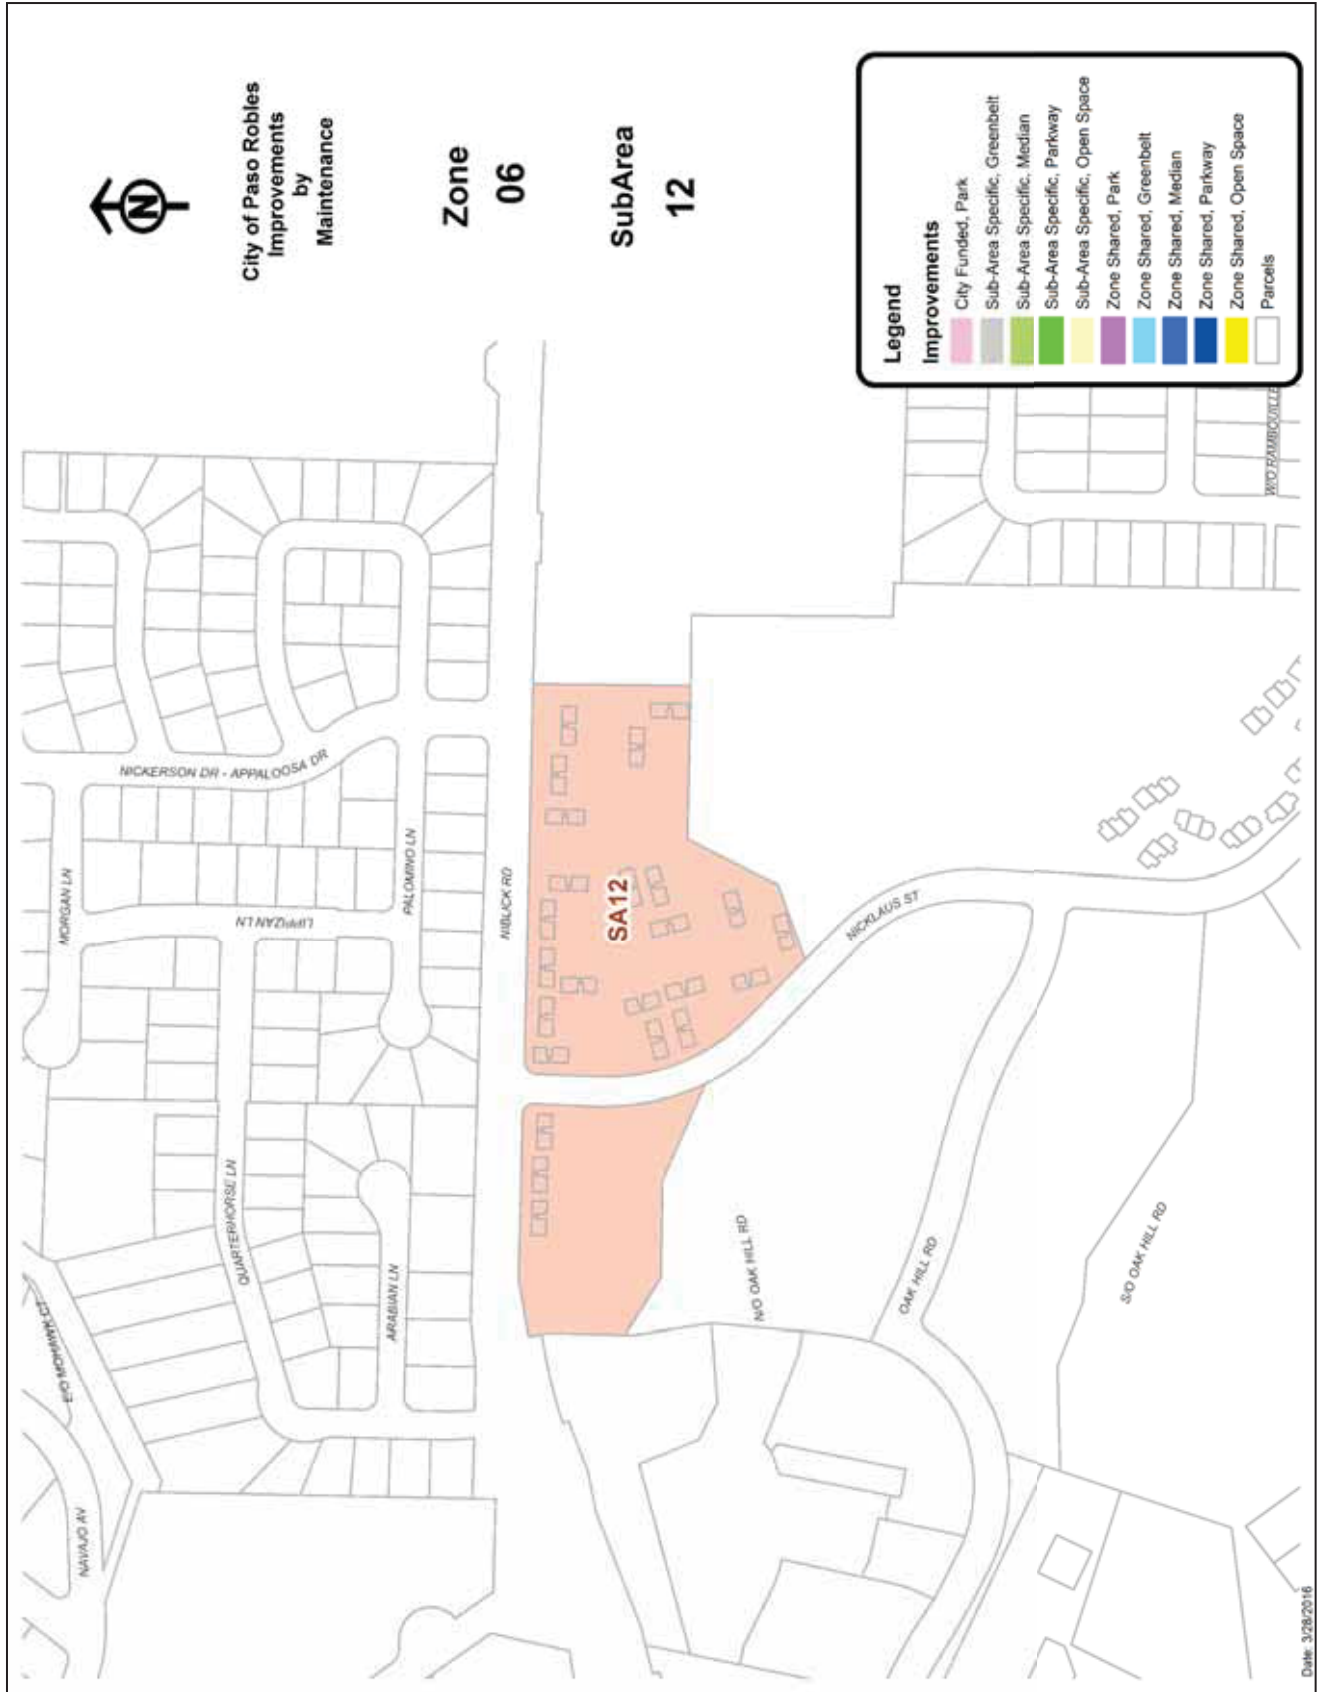 N
City of Paso Robles
Improvements
by
Maintenance
Zone
06
SubArea
12
Legend
Improvements
City Funded, Park
Sub-Area Specific, Greenbelt
Sub-Area Specific, Median
Sub-Area Specific, Parkway
Sub-Area Specific, Open Space
Zone Shared, Park
Zone Shared, Greenbelt
Zone Shared, Median
Zone Shared, Parkway
Zone Shared, Open Space
Parcels
NAVAJO AV
E/O MOHAWK CT
QUARTERHORSE LN
ARABIAN LN
MORGAN LN
LIPPIZAN LN
PALOMINO LN
NICKERSON DR - APPALOOSA DR
NIBLICK RD
SA12
NICKLAUS ST
N/O OAK HILL RD
OAK HILL RD
S/O OAK HILL RD
W/O RAMBOUILLE
Date: 3/28/2016